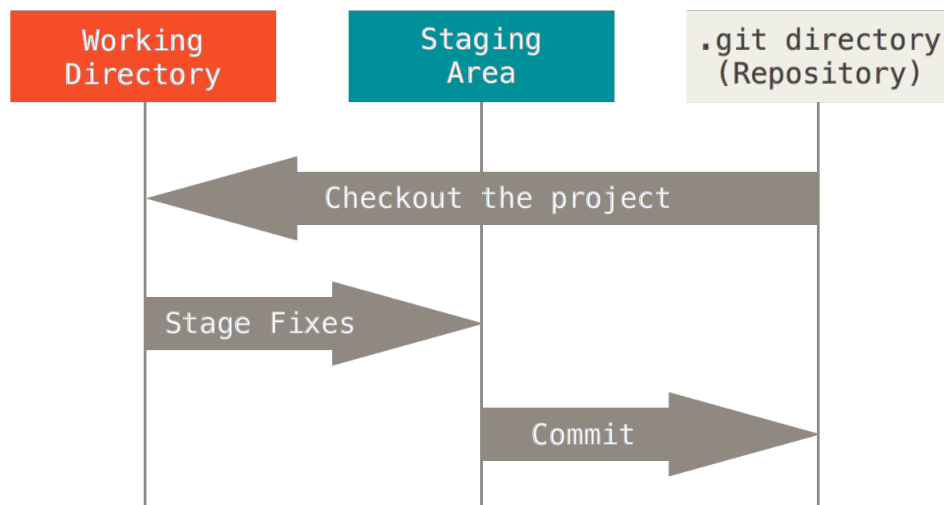 Working
Directory
Staging
Area
.git directory
(Repository)
Checkout the project
Stage Fixes
Commit